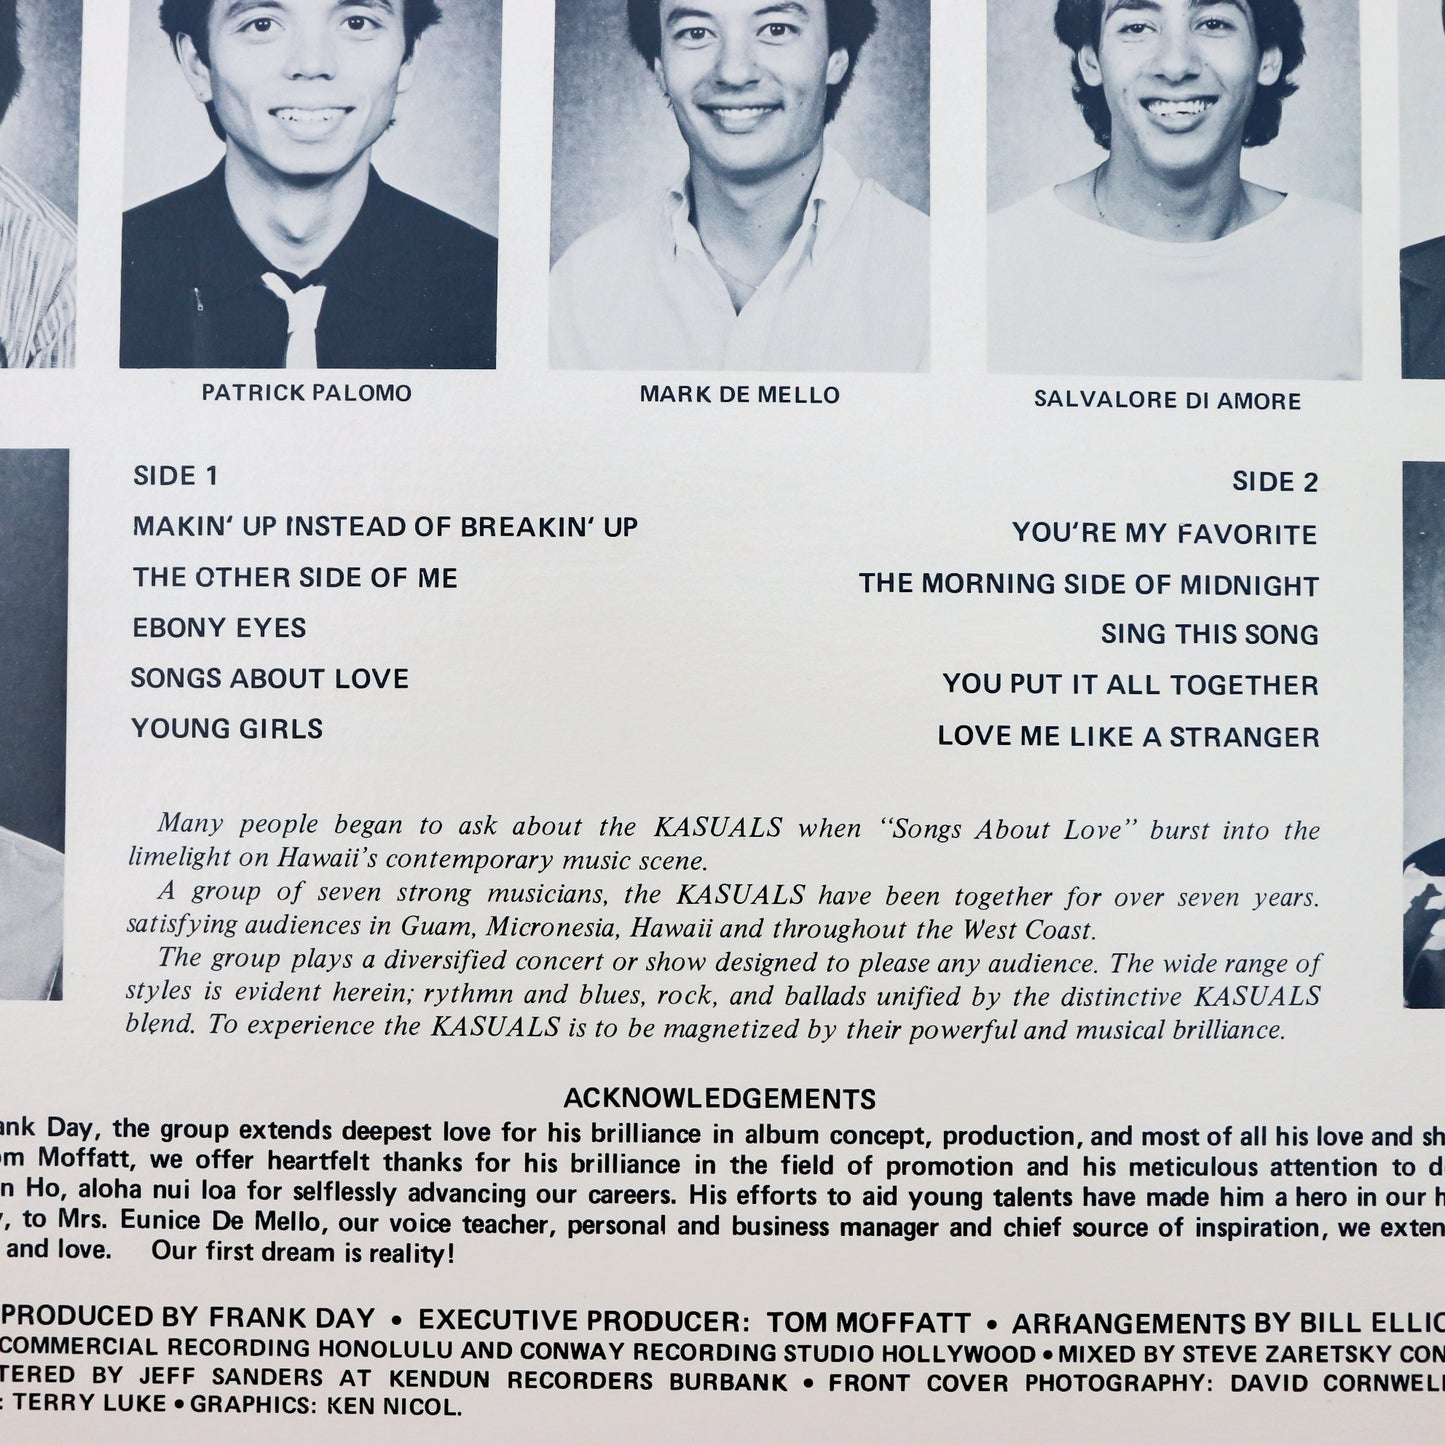 PATRICK PALOMO
MARK DE MELLO
SALVALORE DI AMORE
SIDE 1
MAKIN' UP INSTEAD OF BREAKIN' UP
THE OTHER SIDE OF ME
EBONY EYES
SONGS ABOUT LOVE
YOUNG GIRLS
SIDE 2
YOU'RE MY FAVORITE
THE MORNING SIDE OF MIDNIGHT
SING THIS SONG
YOU PUT IT ALL TOGETHER
LOVE ME LIKE A STRANGER
Many people began to ask about the KASUALS when “Songs About Love” burst into the
limelight on Hawaii's contemporary music scene.
A group of seven strong musicians, the KASUALS have been together for over seven years.
satisfying audiences in Guam, Micronesia, Hawaii and throughout the West Coast.
The group plays a diversified concert or show designed to please any audience. The wide range of
styles is evident herein; rythmn and blues, rock, and ballads unified by the distinctive KASUALS
blend. To experience the KASUALS is to be magnetized by their powerful and musical brilliance.
ACKNOWLEDGEMENTS
Day, the group extends deepest love for his brilliance in album concept, production, and most of all his love and
Moffatt, we offer heartfelt thanks for his brilliance in the field of promotion and his meticulous attention to
Ho, aloha nui loa for selflessly advancing our careers. His efforts to aid young talents have made him a hero in our
to Mrs. Eunice De Mello, our voice teacher, personal and business manager and chief source of inspiration, we
and love. Our first dream is reality!
PRODUCED BY FRANK DAY • EXECUTIVE PRODUCER: TOM MOFFATT • ARRANGEMENTS BY BILL
COMMERCIAL RECORDING HONOLULU AND CONWAY RECORDING STUDIO HOLLYWOOD • MIXED BY STEVE ZARETSKY
BY JEFF SANDERS AT KENDUN RECORDERS BURBANK • FRONT COVER PHOTOGRAPHY: DAVID
: TERRY LUKE • GRAPHICS: KEN NICOL.